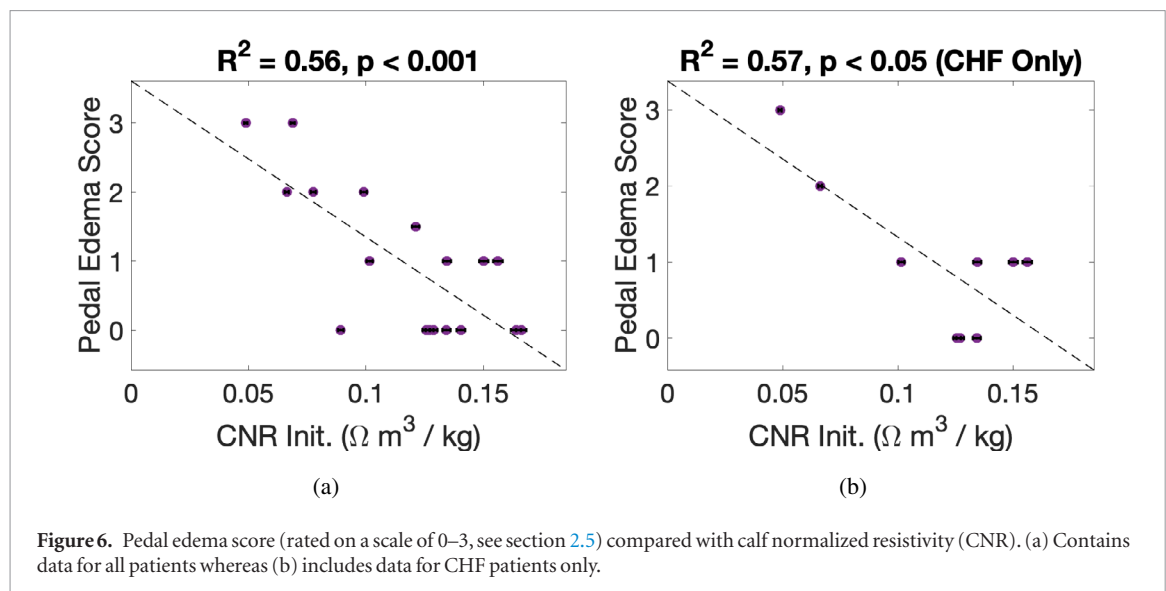 R² = 0.56, p < 0.001
Pedal Edema Score
3
2
1
0
0
0.05
0.1
0.15
CNR Init. (Ω m³ / kg)
(a)
R² = 0.57, p < 0.05 (CHF Only)
Pedal Edema Score
3
2
1
0
0
0.05
0.1
0.15
CNR Init. (Ω m³ / kg)
(b)
Figure 6. Pedal edema score (rated on a scale of 0–3, see section 2.5) compared with calf normalized resistivity (CNR). (a) Contains
data for all patients whereas (b) includes data for CHF patients only.